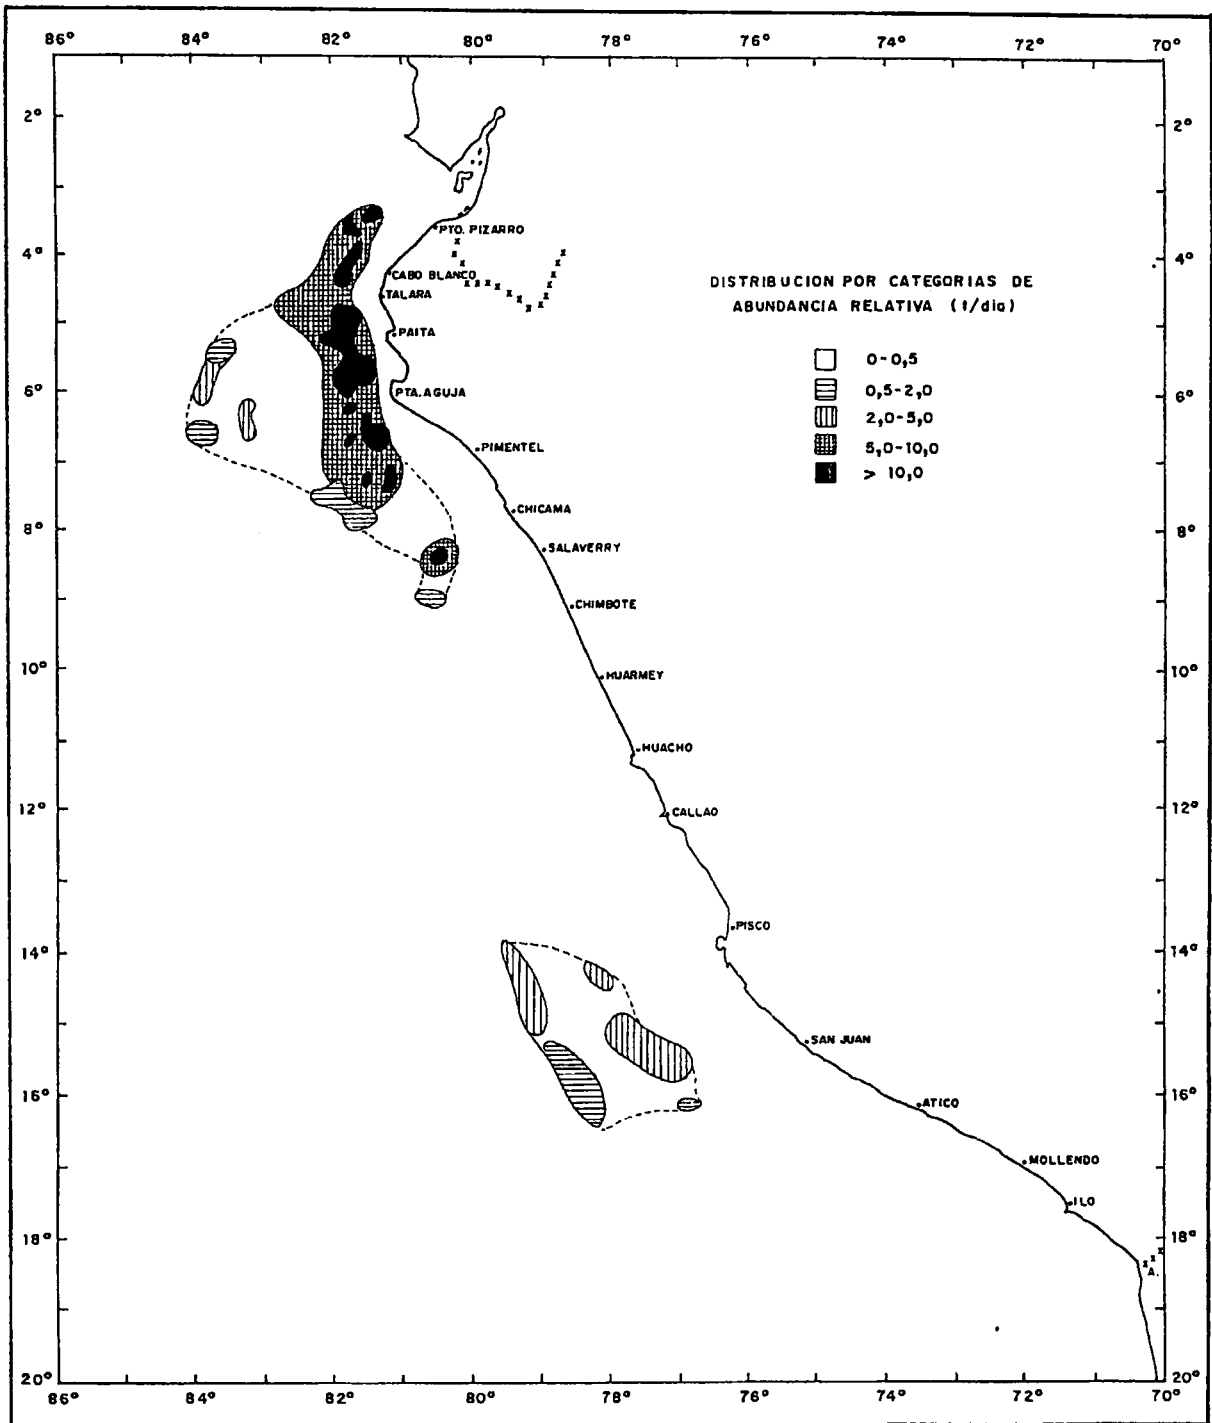 86° 84° 82° 80° 78° 76° 74° 72° 70°
2° 2°
PTO. PIZARRO
4° 4°
CABO BLANCO
DISTRIBUCION POR CATEGORIAS DE
TALARA
ABUNDANCIA RELATIVA (t/dia)
PAITA
0-0,5
0,5-2,0
6° PTA. AGUJA 6°
2,0-5,0
PIMENTEL 5,0-10,0
> 10,0
CHICAMA
8° 8°
SALAVERRY
CHIMBOTE
10° 10°
HUARMEY
HUACHO
12° 12°
CALLAO
PISCO
14° 14°
SAN JUAN
16° 16°
ATICO
MOLLENDO
ILO
18° 18°
A.
20° 20°
86° 84° 82° 80° 78° 76° 74° 72° 70°